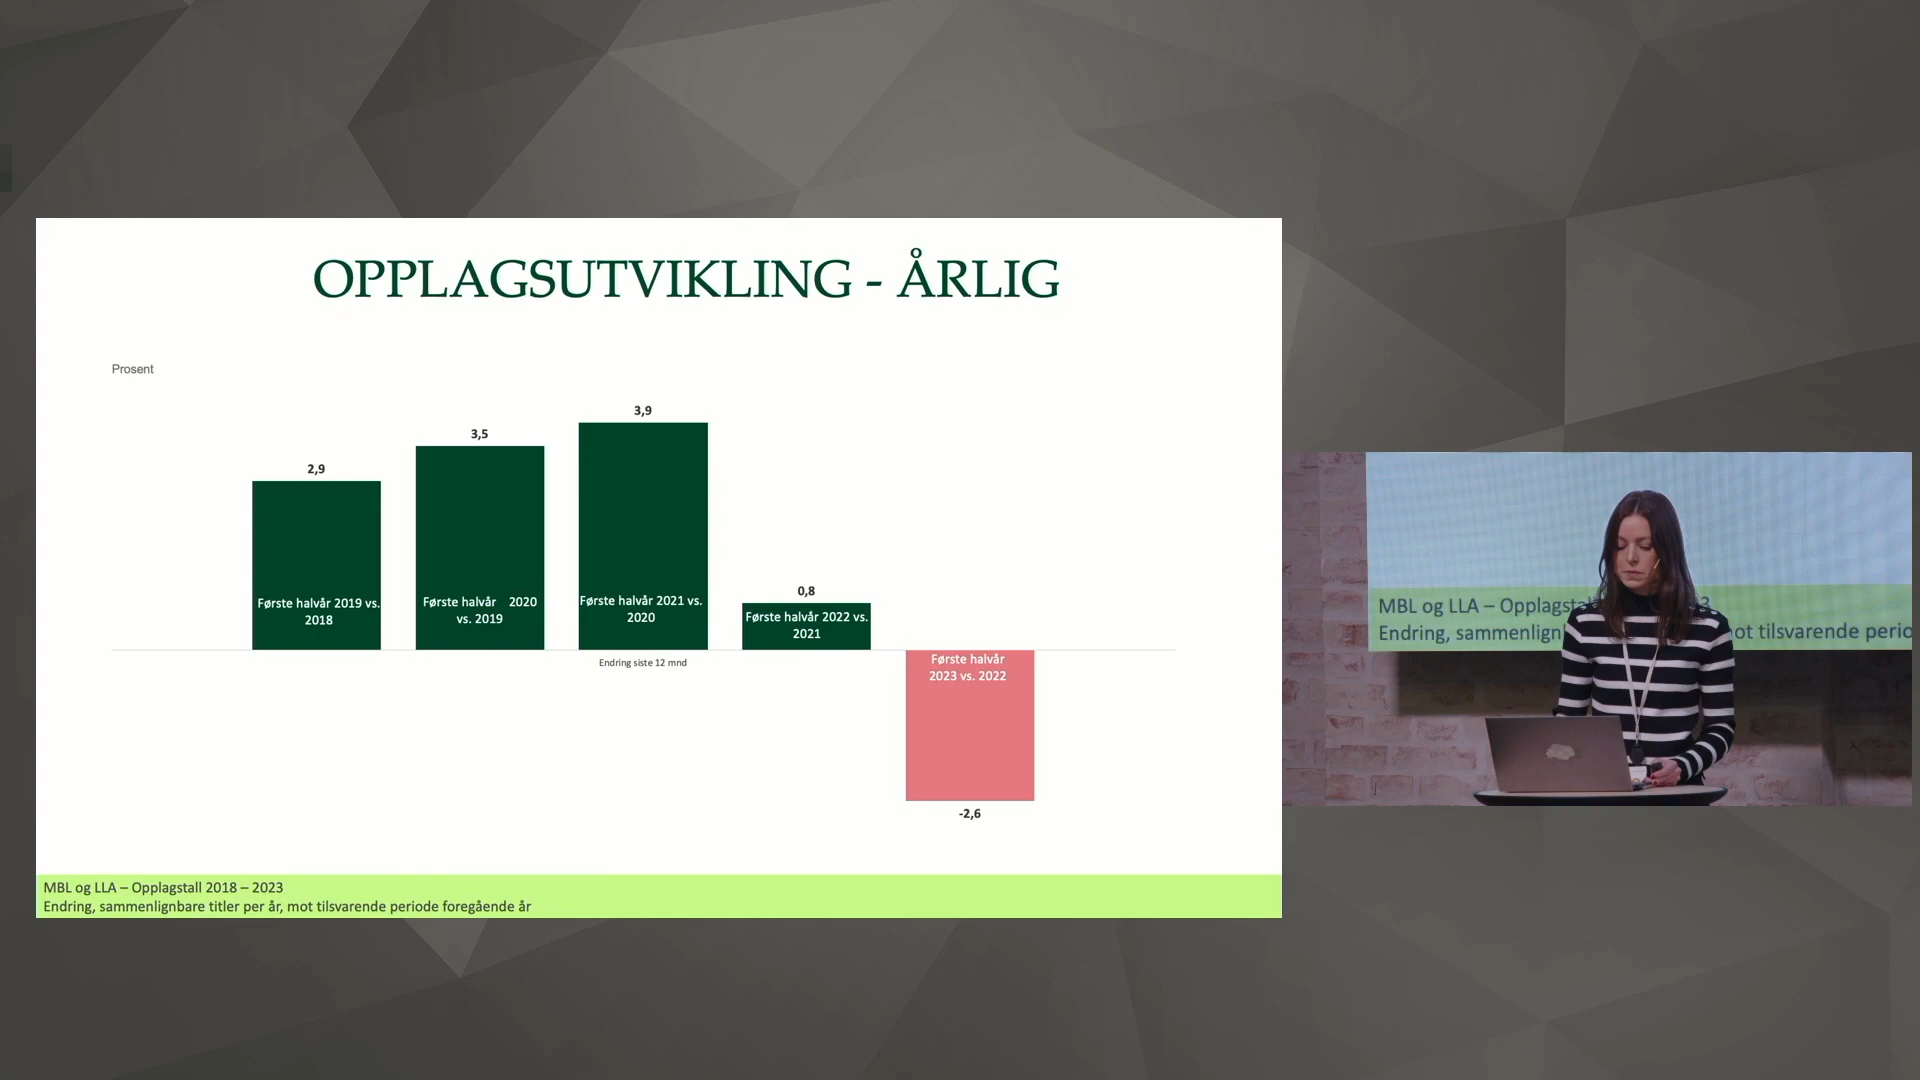 OPPLAGSUTVIKLING - ÅRLIG
Prosent
2,9
3,5
3,9
0,8
-2,6
Første halvår 2019 vs.
2018
Første halvår 2020
vs. 2019
Første halvår 2021 vs.
2020
Første halvår 2022 vs.
2021
Første halvår
2023 vs. 2022
Endring siste 12 mnd
MBL og LLA – Opplagstall 2018 – 2023
Endring, sammenlignbare titler per år, mot tilsvarende periode foregående år
MBL og LLA – Opplagst
Endring, sammenlign ot tilsvarende perio